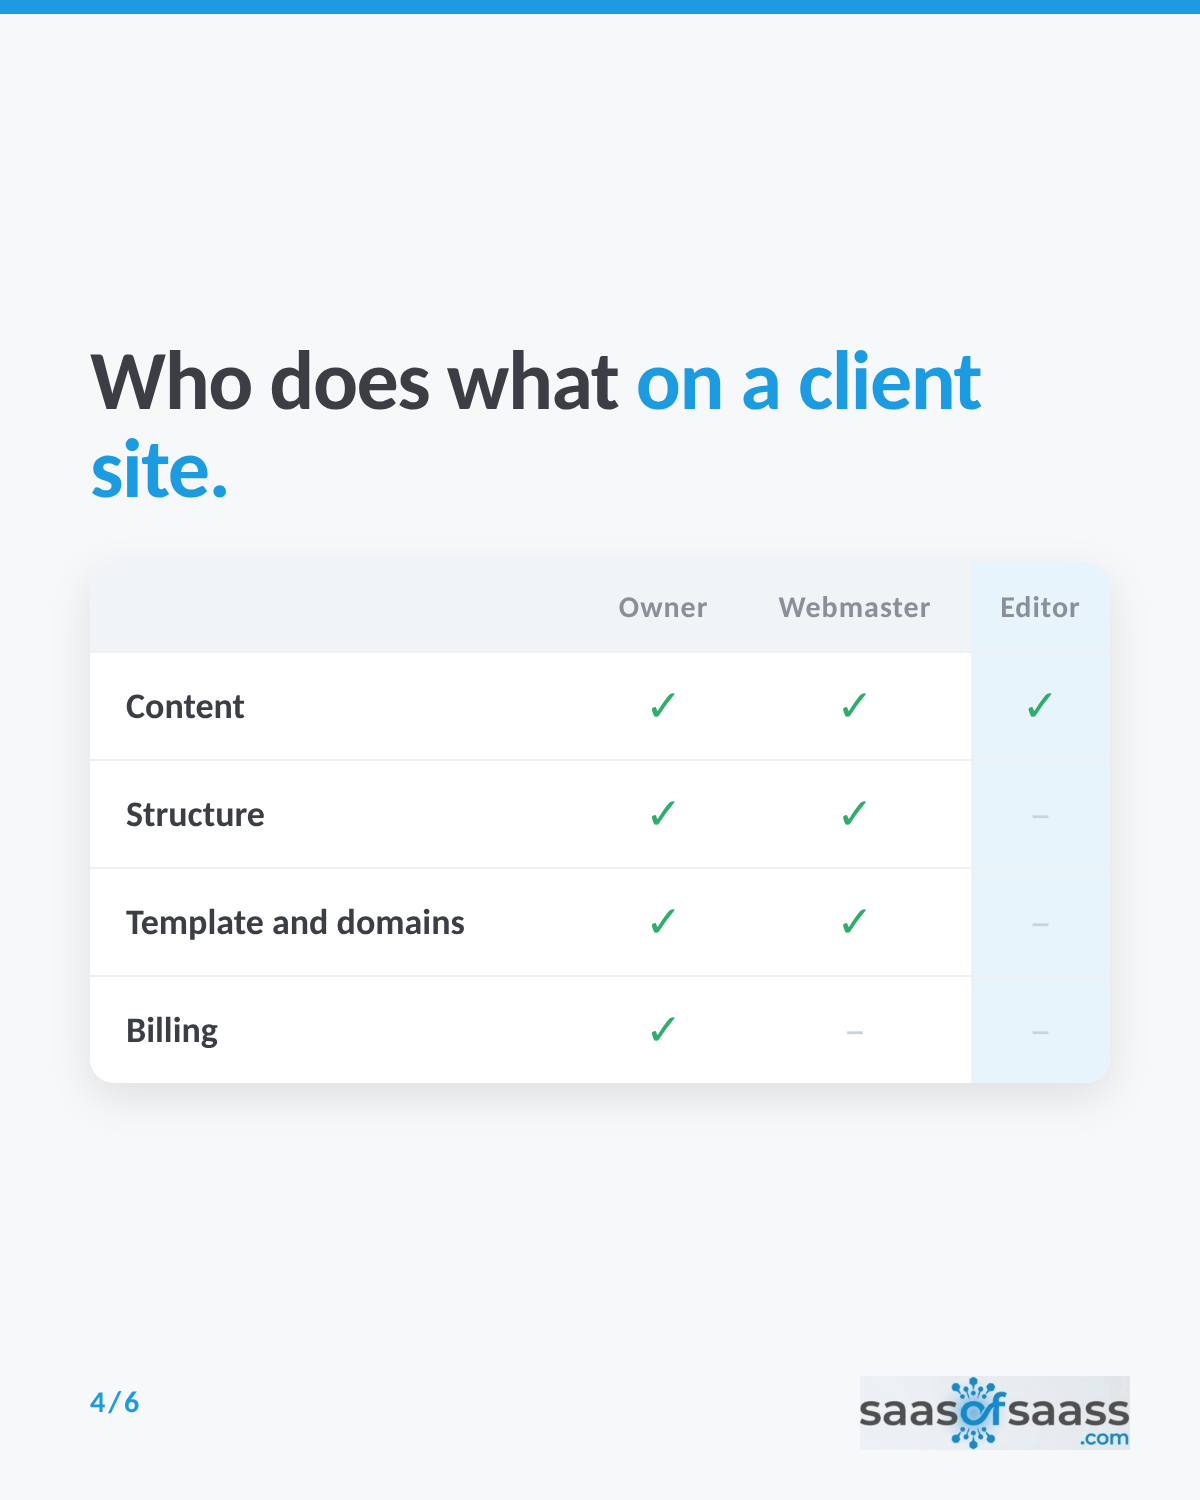 Who does what on a client
site.
Owner Webmaster Editor
Content ✓ ✓ ✓
Structure ✓ ✓ –
Template and domains ✓ ✓ –
Billing ✓ – –
4/6
saasofsaass
.com